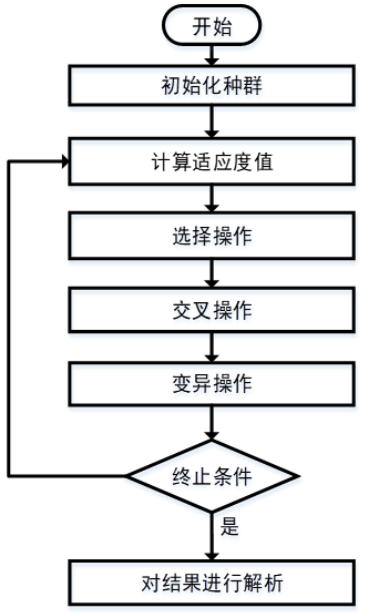 开始
初始化种群
计算适应度值
选择操作
交叉操作
变异操作
终止条件
是
对结果进行解析